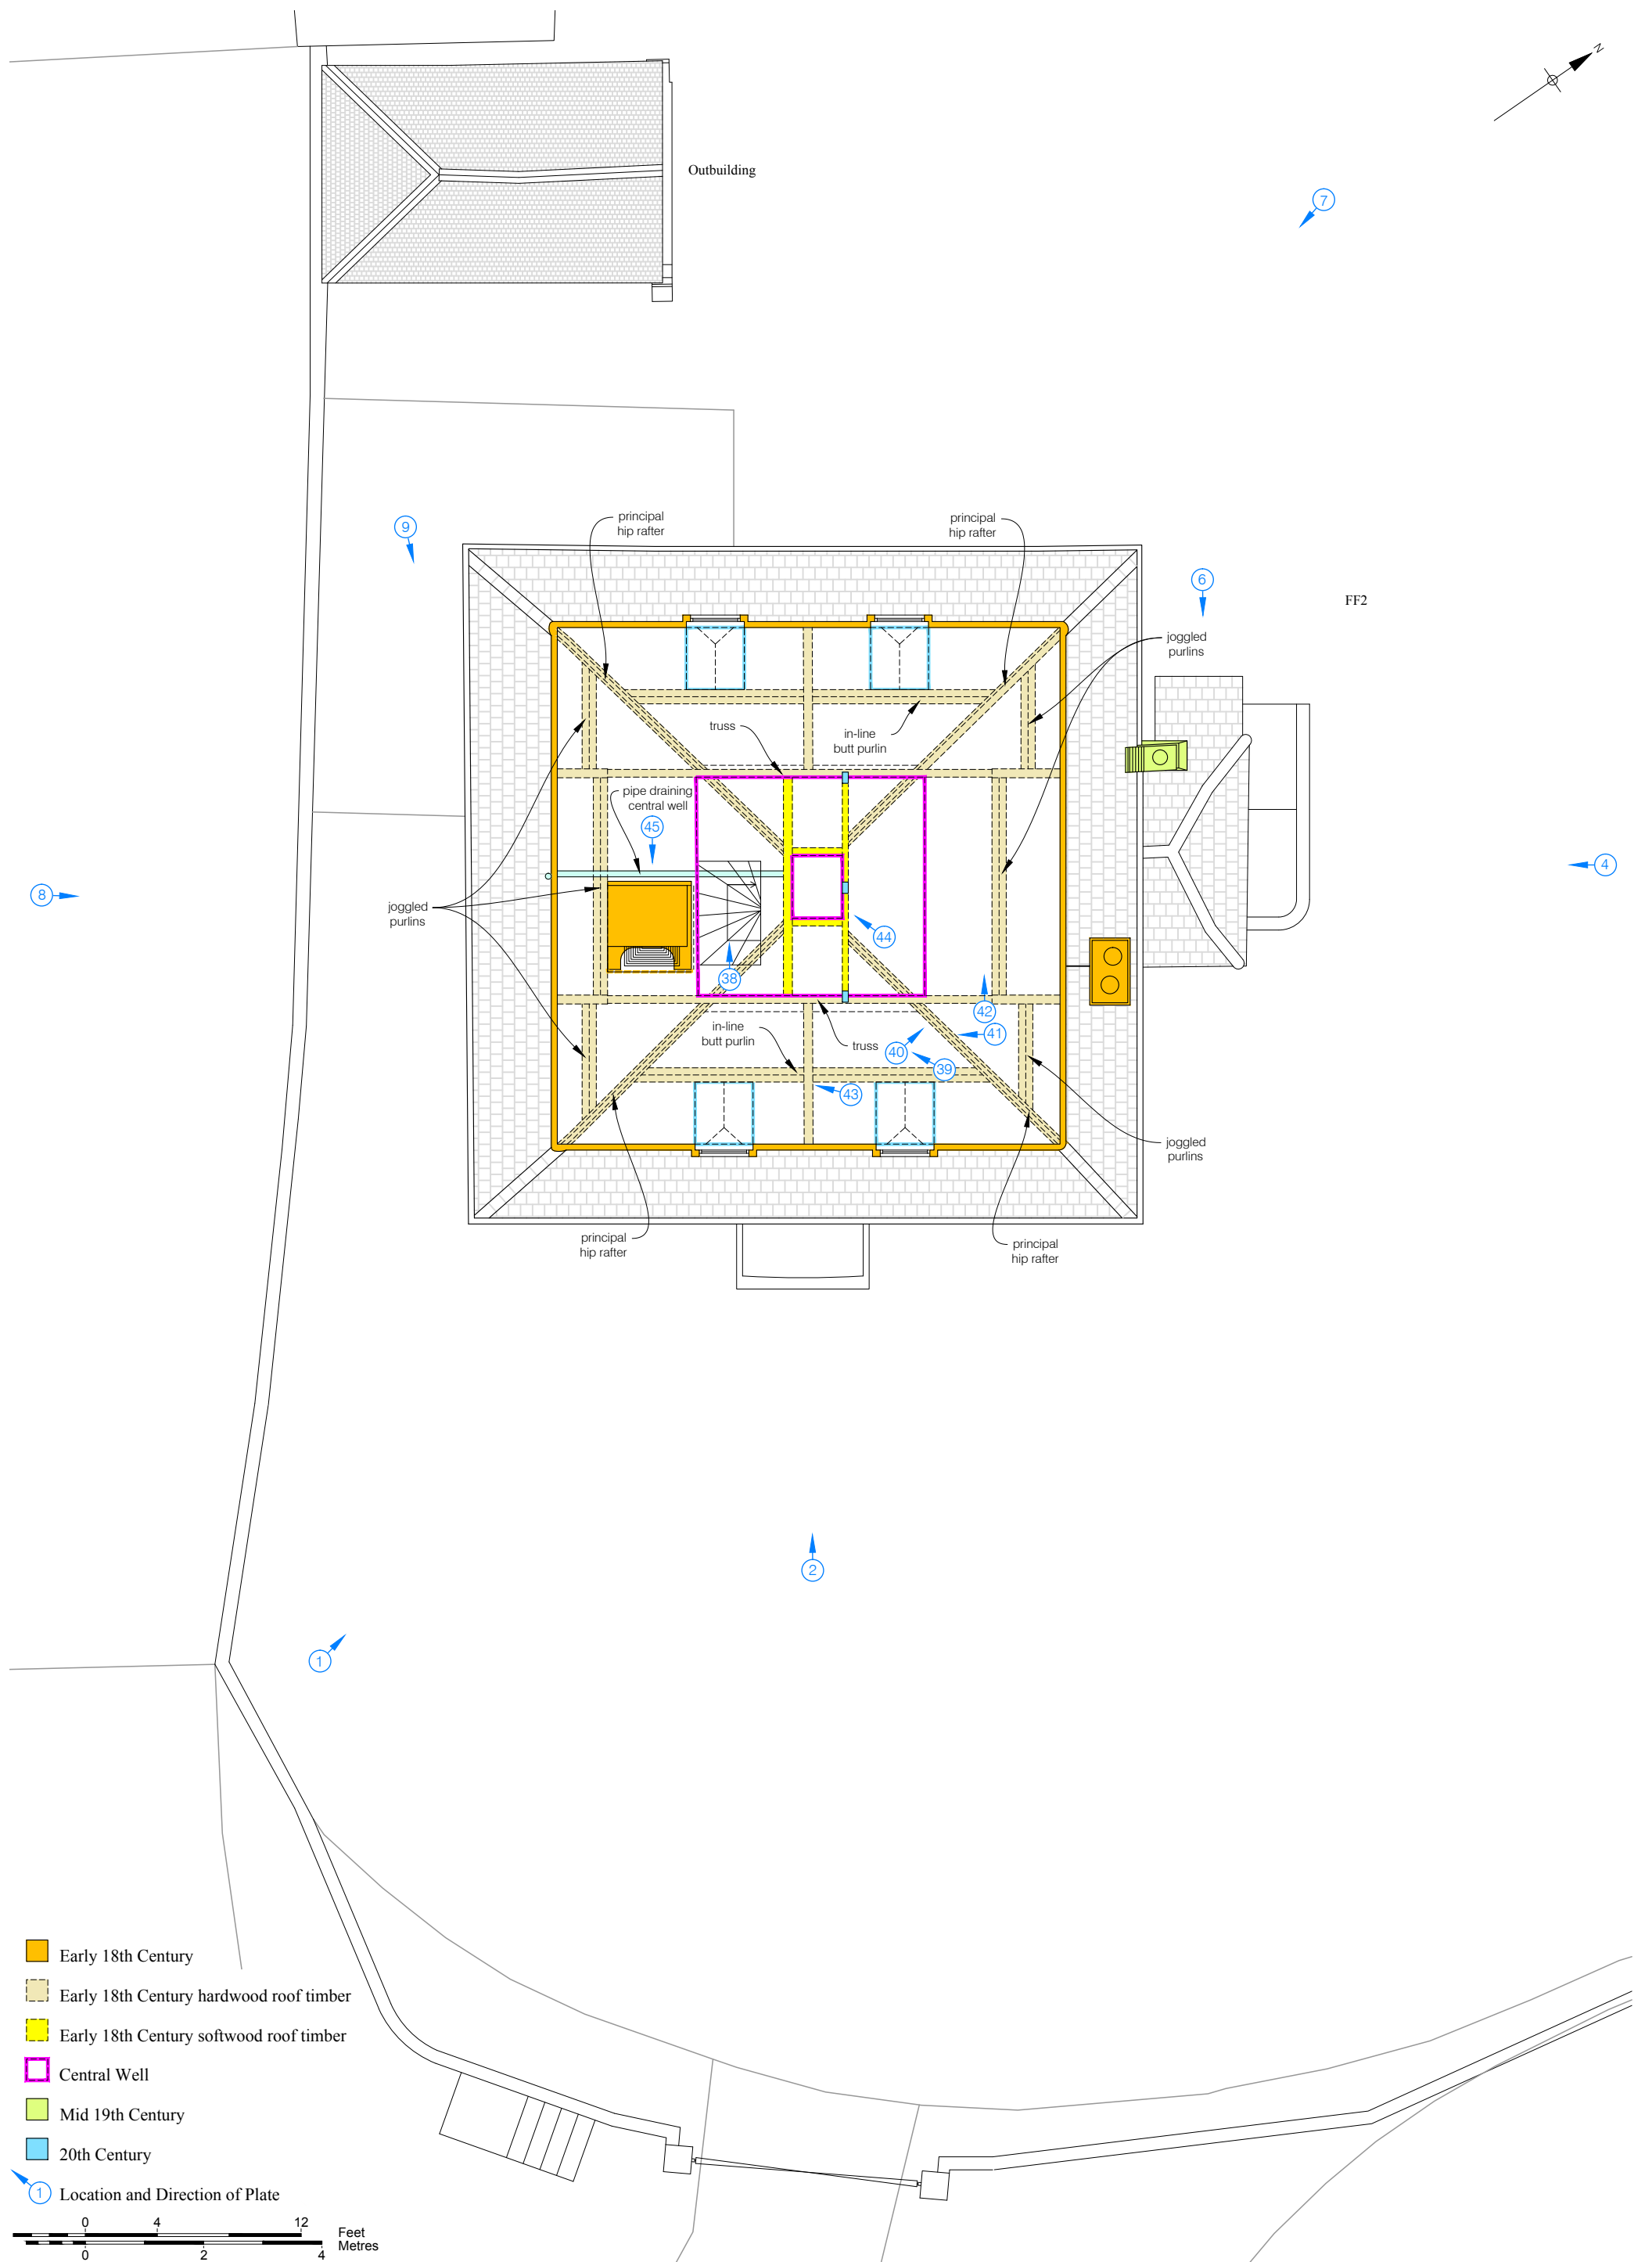 N
Outbuilding
7
9
principal
hip rafter
principal
hip rafter
6
FF2
joggled
purlins
truss
in-line
butt purlin
pipe draining
central well
45
4
8
joggled
purlins
44
38
42
in-line
butt purlin
truss
41
40
39
43
joggled
purlins
principal
hip rafter
principal
hip rafter
2
1
Early 18th Century
Early 18th Century hardwood roof timber
Early 18th Century softwood roof timber
Central Well
Mid 19th Century
20th Century
1 Location and Direction of Plate
0 4 12 Feet
Metres
0 2 4